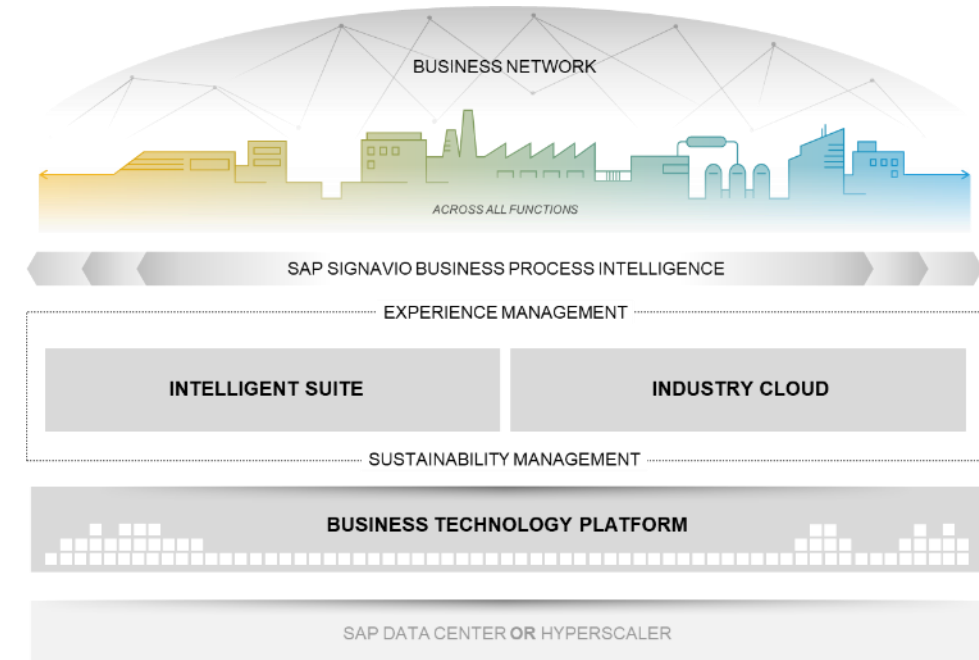 BUSINESS NETWORK
ACROSS ALL FUNCTIONS
SAP SIGNAVIO BUSINESS PROCESS INTELLIGENCE
EXPERIENCE MANAGEMENT
INTELLIGENT SUITE
INDUSTRY CLOUD
SUSTAINABILITY MANAGEMENT
BUSINESS TECHNOLOGY PLATFORM
SAP DATA CENTER OR HYPERSCALER